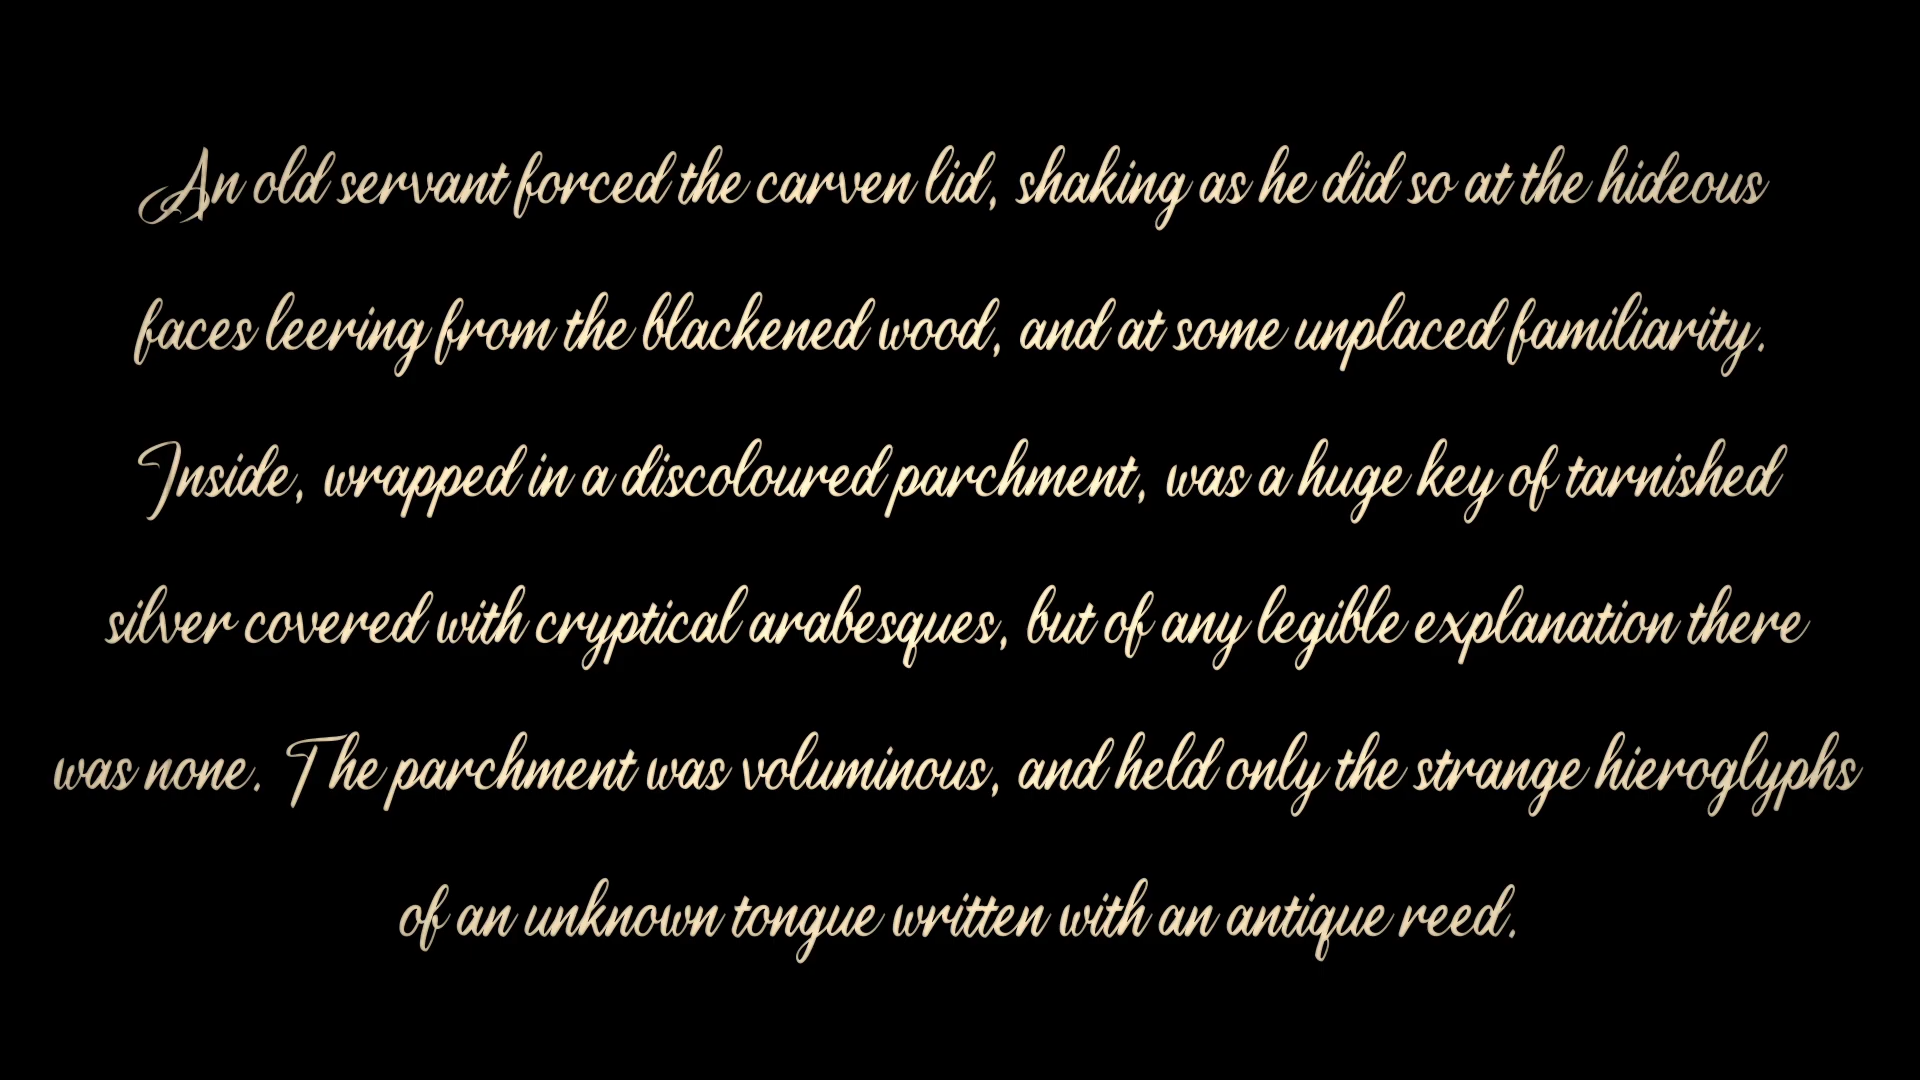 An old servant forced the carven lid, shaking as he did so at the hideous
faces leering from the blackened wood, and at some unplaced familiarity.
Inside, wrapped in a discoloured parchment, was a huge key of tarnished
silver covered with cryptical arabesques, but of any legible explanation there
was none. The parchment was voluminous, and held only the strange hieroglyphs
of an unknown tongue written with an antique reed.